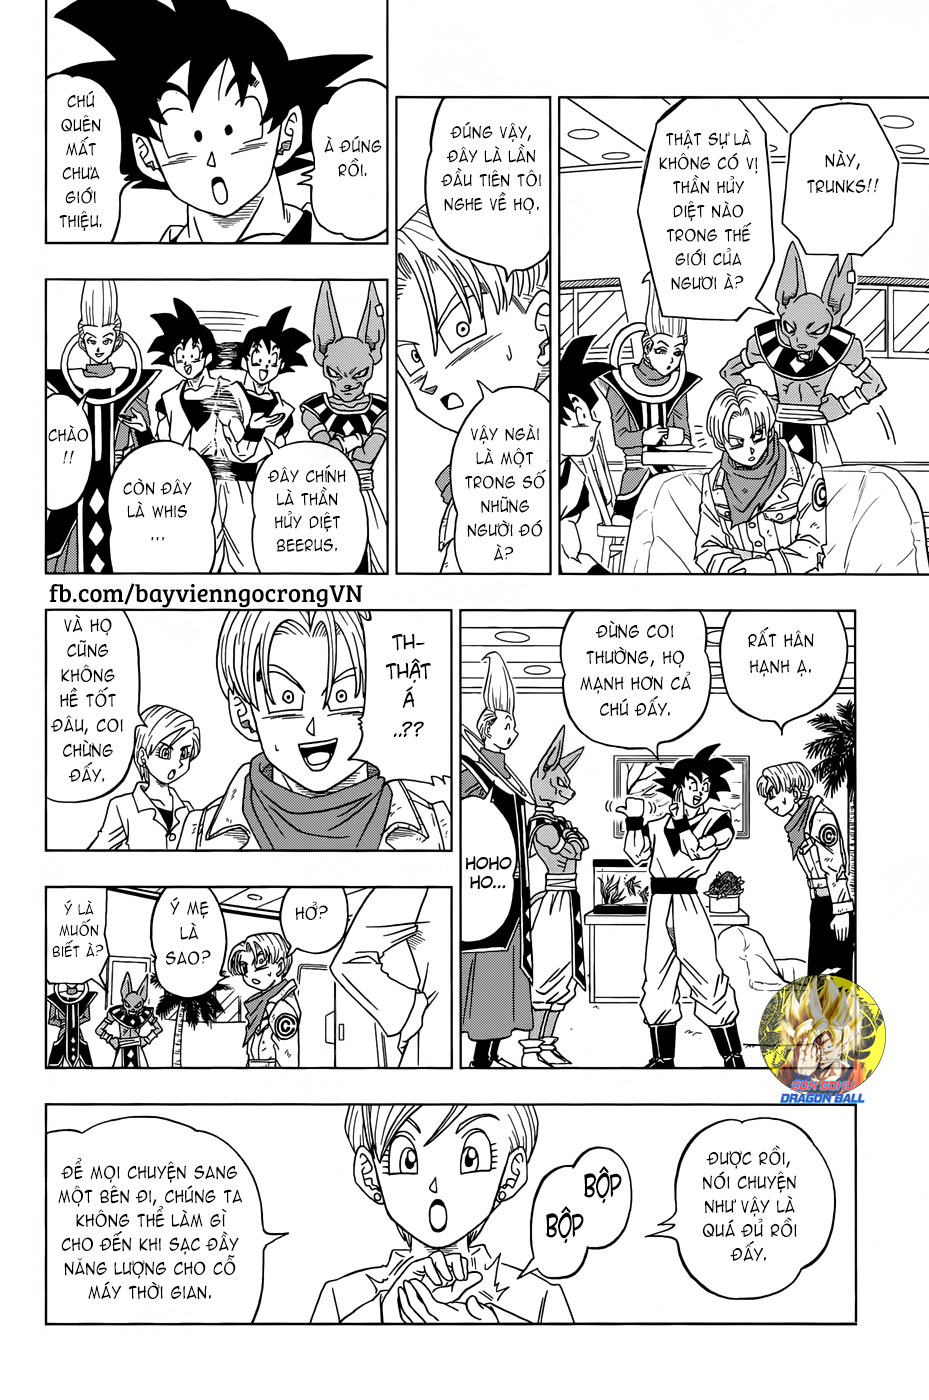 NÀY,
TRUNKS!!
THẬT SỰ LÀ
KHÔNG CÓ VỊ
THẦN HỦY
DIỆT NÀO
TRONG THẾ
GIỚI CỦA
NGƯƠI À?
ĐÚNG VẬY,
ĐÂY LÀ LẦN
ĐẦU TIÊN TÔI
NGHE VỀ HỌ.
VẬY NGÀI
LÀ MỘT
TRONG SỐ
NHỮNG
NGƯỜI ĐÓ
À?
À ĐÚNG
RỒI.
CHÚ
QUÊN
MẤT
CHƯA
GIỚI
THIỆU.
ĐÂY CHÍNH
LÀ THẦN
HỦY DIỆT
BEERUS.
CÒN ĐÂY
LÀ WHIS
...
CHÀO
!!
fb.com/bayvienngocrongVN
RẤT HÂN
HẠNH Ạ.
ĐỪNG COI
THƯỜNG, HỌ
MẠNH HƠN CẢ
CHÚ ĐẤY.
HOHO
HO...
TH-
THẬT
Á
..??
VÀ HỌ
CŨNG
KHÔNG
HỀ TỐT
ĐÂU, COI
CHỪNG
ĐẤY.
HỞ?
Ý MẸ
LÀ
SAO?
Ý LÀ
MUỐN
BIẾT À?
SON GOKU
DRAGON BALL
ĐƯỢC RỒI,
NÓI CHUYỆN
NHƯ VẬY LÀ
QUÁ ĐỦ RỒI
ĐẤY.
BỘP
BỘP
ĐỂ MỌI CHUYỆN SANG
MỘT BÊN ĐI, CHÚNG TA
KHÔNG THỂ LÀM GÌ
CHO ĐẾN KHI SẠC ĐẦY
NĂNG LƯỢNG CHO CỖ
MÁY THỜI GIAN.